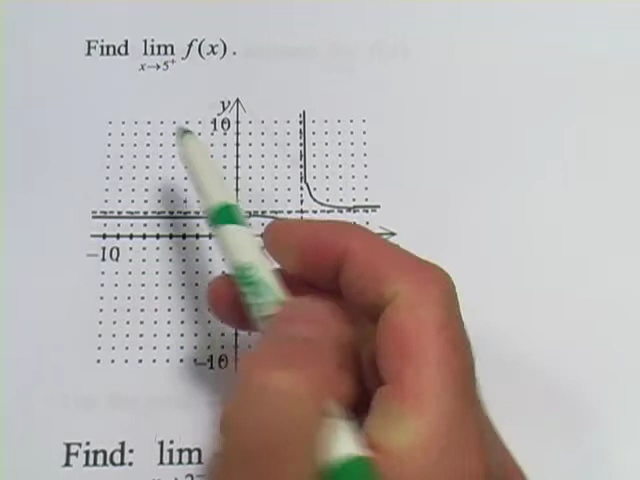 Find lim f(x).
x→5⁺
y
10
-10
-10
Find: lim